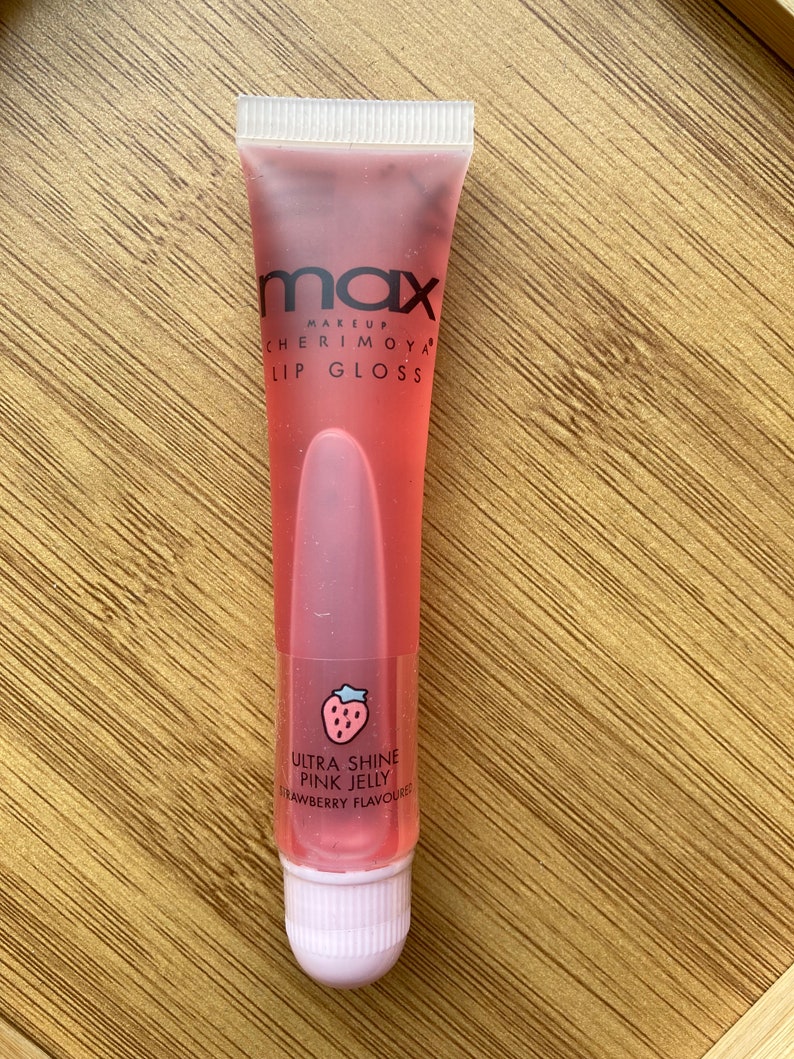 max
MAKEUP
CHERIMOYA®
LIP GLOSS
ULTRA SHINE
PINK JELLY
STRAWBERRY FLAVOURED